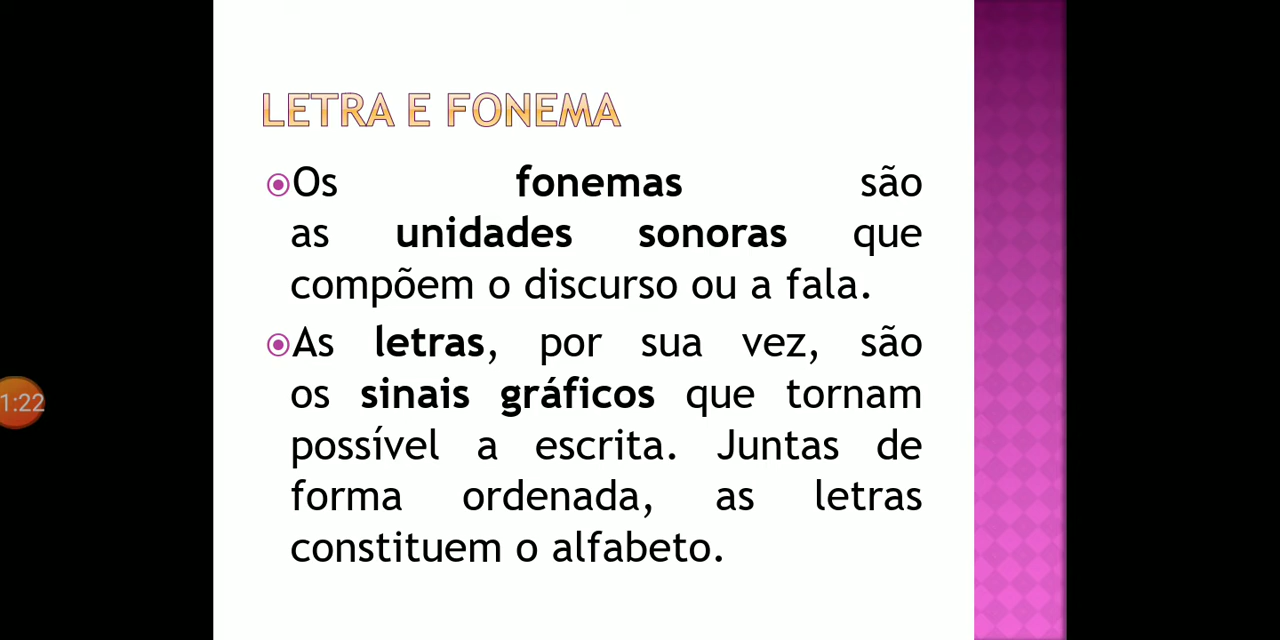 LETRA E FONEMA
Os fonemas são
as unidades sonoras que
compõem o discurso ou a fala.
As letras, por sua vez, são
os sinais gráficos que tornam
possível a escrita. Juntas de
forma ordenada, as letras
constituem o alfabeto.
1:22